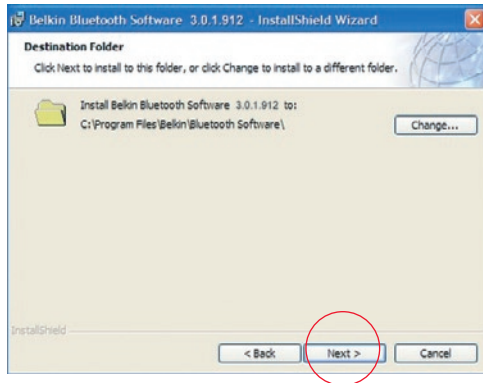 Belkin Bluetooth Software 3.0.1.912 - InstallShield Wizard
Destination Folder
Click Next to install to this folder, or click Change to install to a different folder.
Install Belkin Bluetooth Software 3.0.1.912 to:
C:\Program Files\Belkin\Bluetooth Software\
Change...
InstallShield
< Back
Next >
Cancel